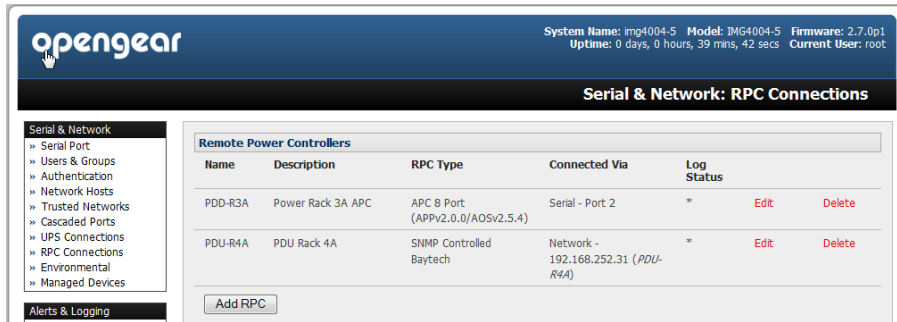 opengear
System Name: img4004-5 Model: IMG4004-5 Firmware: 2.7.0p1
Uptime: 0 days, 0 hours, 39 mins, 42 secs Current User: root
Serial & Network: RPC Connections
Serial & Network
» Serial Port
» Users & Groups
» Authentication
» Network Hosts
» Trusted Networks
» Cascaded Ports
» UPS Connections
» RPC Connections
» Environmental
» Managed Devices
Alerts & Logging
Remote Power Controllers
Name Description RPC Type Connected Via Log
Status
PDD-R3A Power Rack 3A APC APC 8 Port Serial - Port 2 * Edit Delete
(APPv2.0.0/AOSv2.5.4)
PDU-R4A PDU Rack 4A SNMP Controlled Network - * Edit Delete
Baytech 192.168.252.31 (PDU-
R4A)
Add RPC